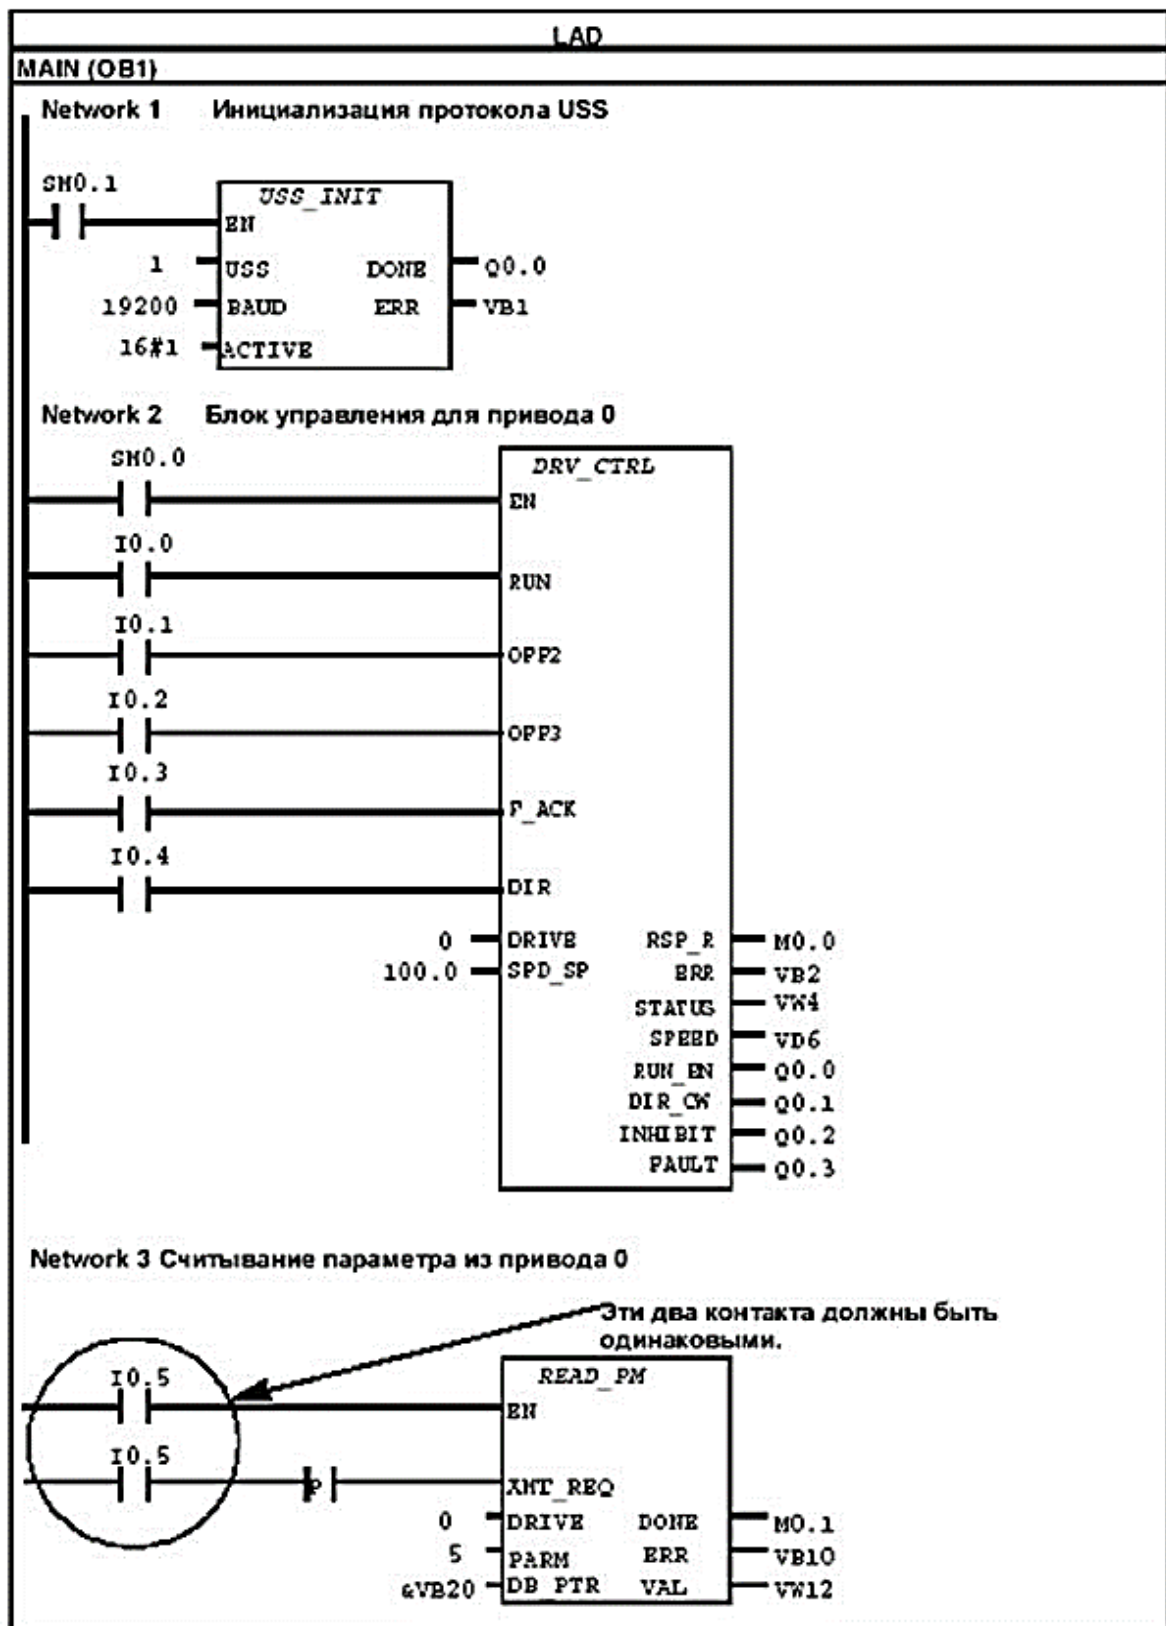 LAD
MAIN (OB1)
Network 1 Инициализация протокола USS
SM0.1
USS_INIT
EN
1 USS DONE Q0.0
19200 BAUD ERR VB1
16#1 ACTIVE
Network 2 Блок управления для привода 0
SM0.0
DRV_CTRL
EN
I0.0
RUN
I0.1
OFF2
I0.2
OFF3
I0.3
F_ACK
I0.4
DIR
0 DRIVE RSP_R M0.0
100.0 SPD_SP ERR VB2
STATUS VW4
SPEED VD6
RUN_EN Q0.0
DIR_CW Q0.1
INHIBIT Q0.2
FAULT Q0.3
Network 3 Считывание параметра из привода 0
Эти два контакта должны быть
одинаковыми.
I0.5
READ_PM
EN
I0.5
P
XMT_REQ
0 DRIVE DONE M0.1
5 PARM ERR VB10
&VB20 DB_PTR VAL VW12